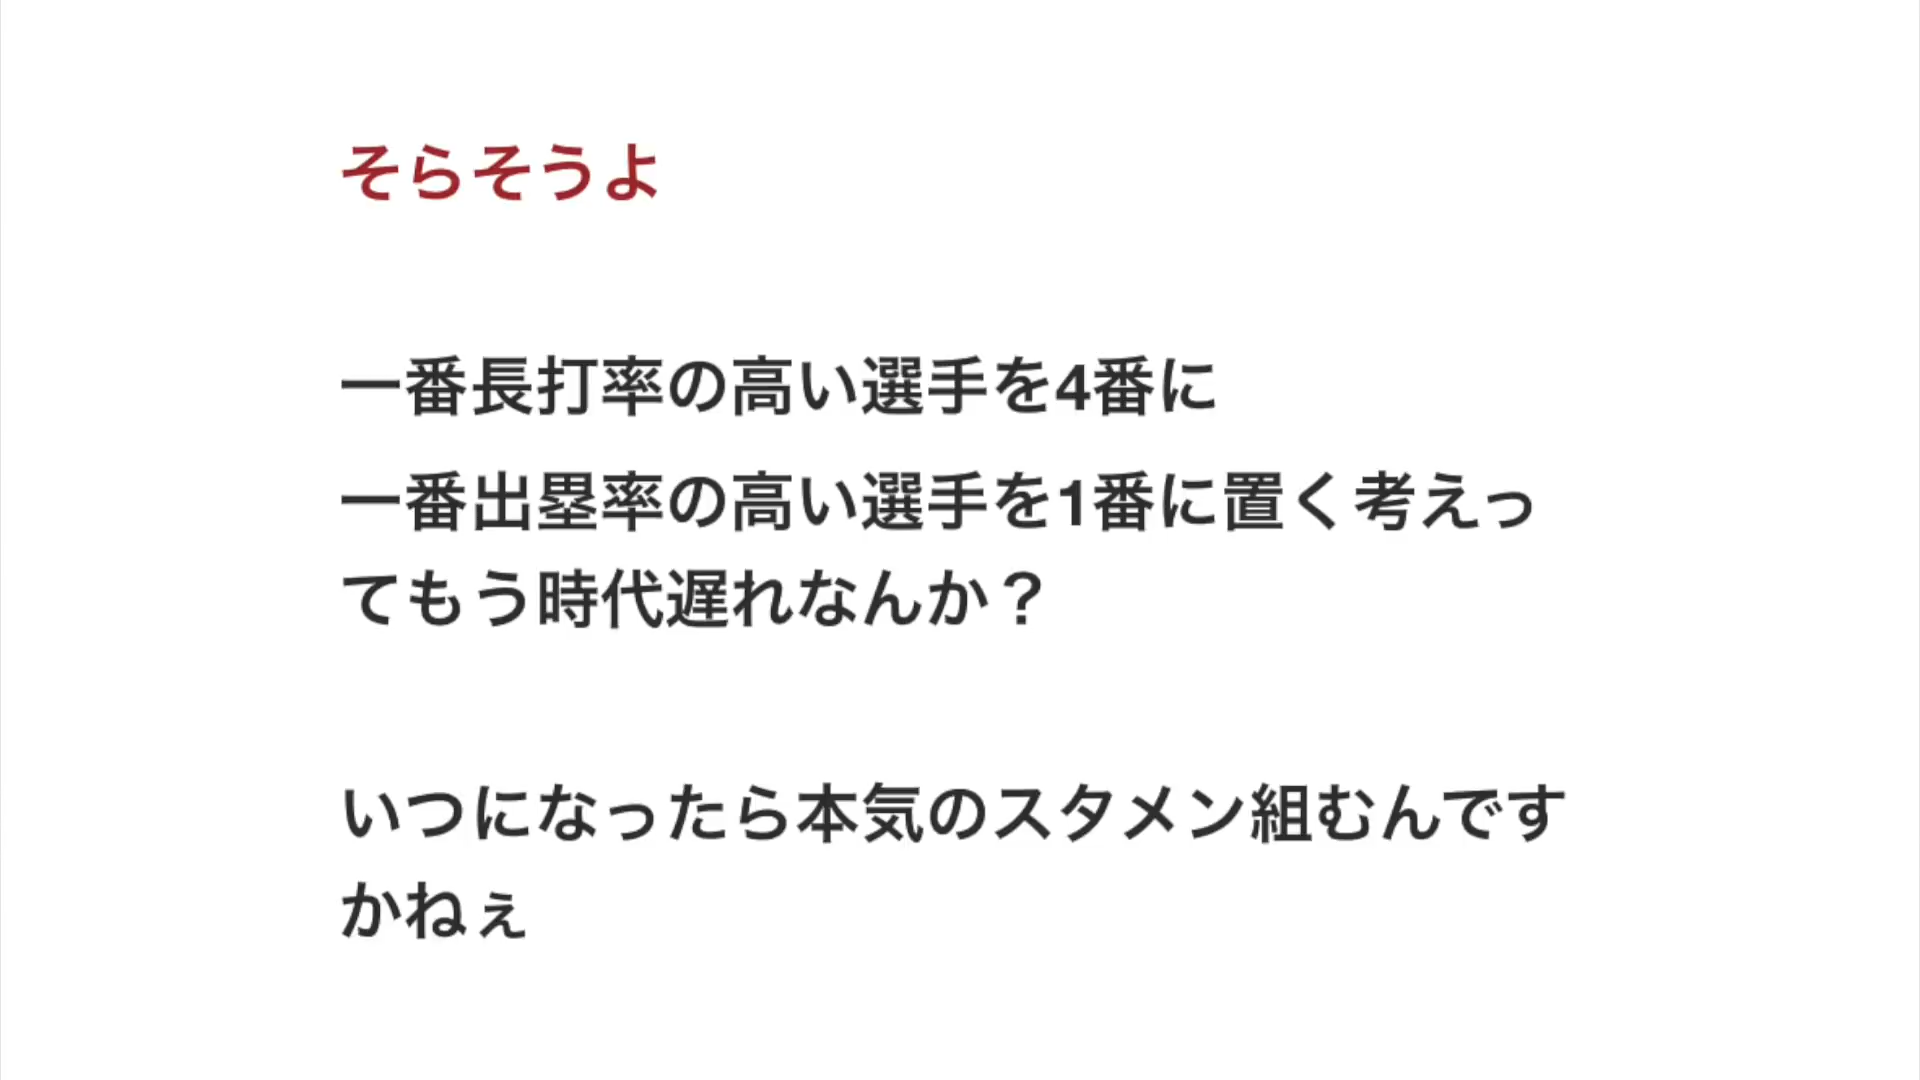 そらそうよ
一番長打率の高い選手を4番に
一番出塁率の高い選手を1番に置く考えっ
てもう時代遅れなんか？
いつになったら本気のスタメン組むんです
かねぇ